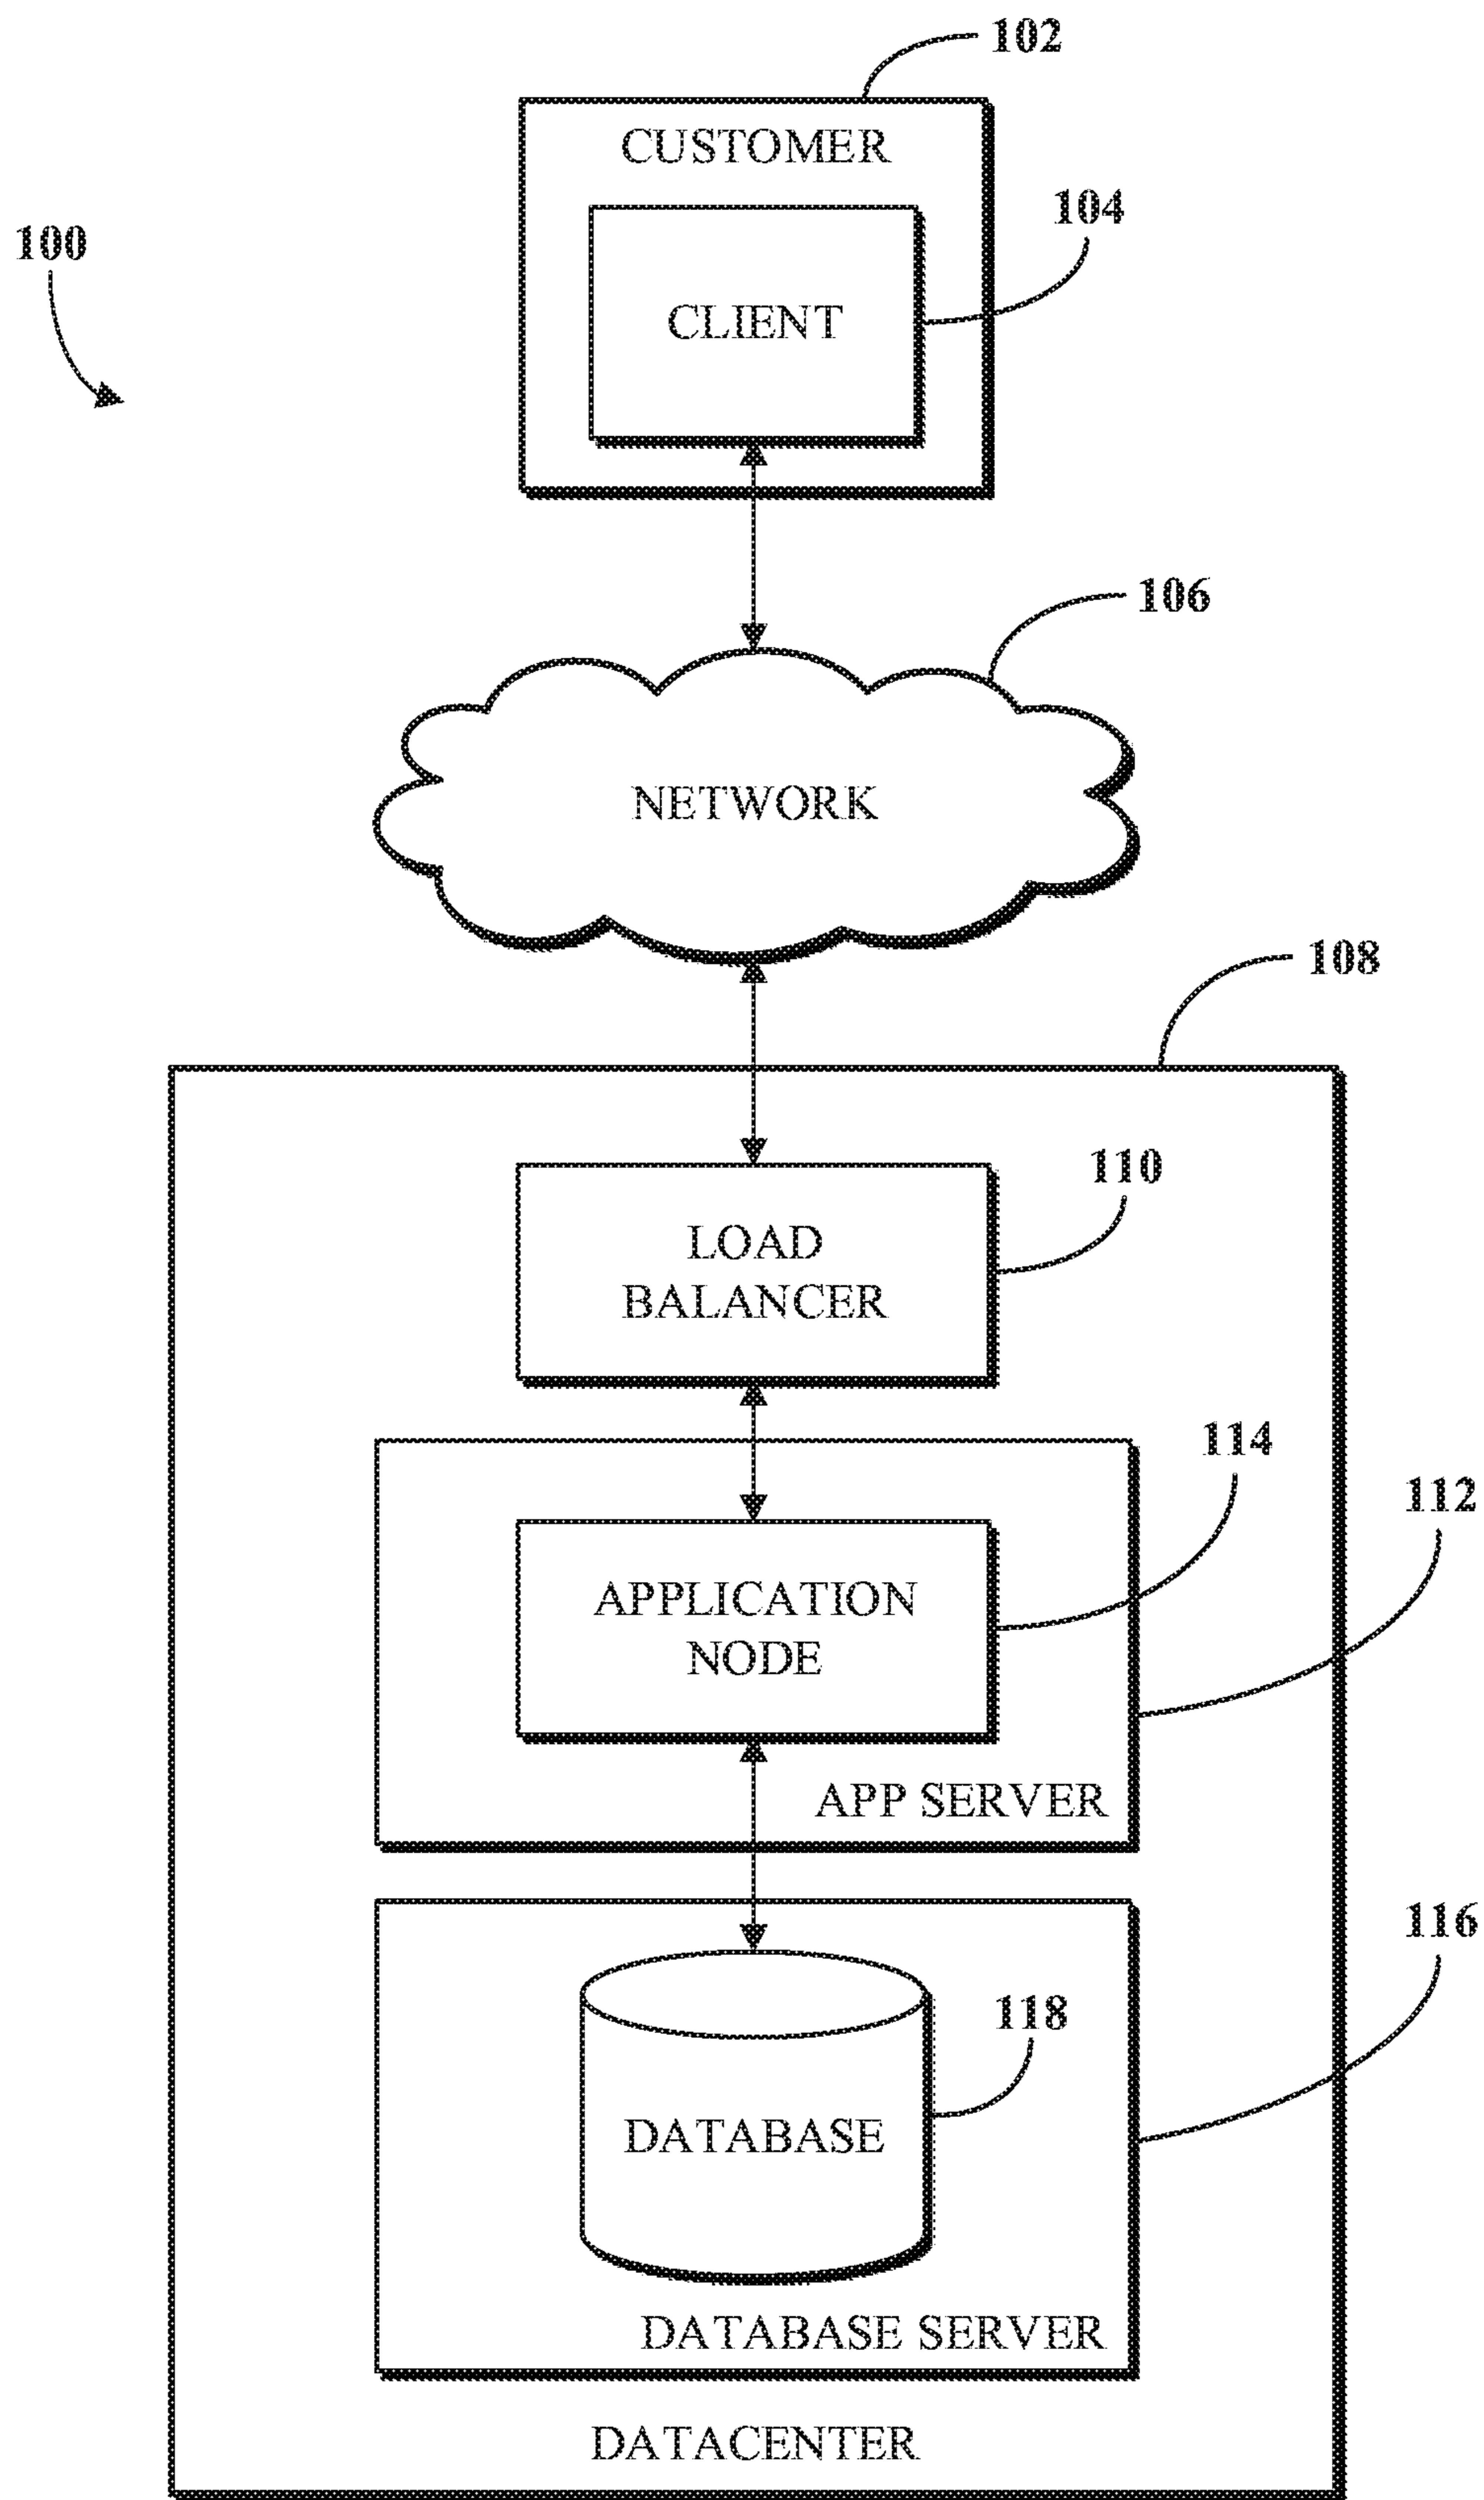 102
CUSTOMER
104
100
CLIENT
106
NETWORK
108
110
LOAD
BALANCER
114
112
APPLICATION
NODE
APP SERVER
116
118
DATABASE
DATABASE SERVER
DATACENTER